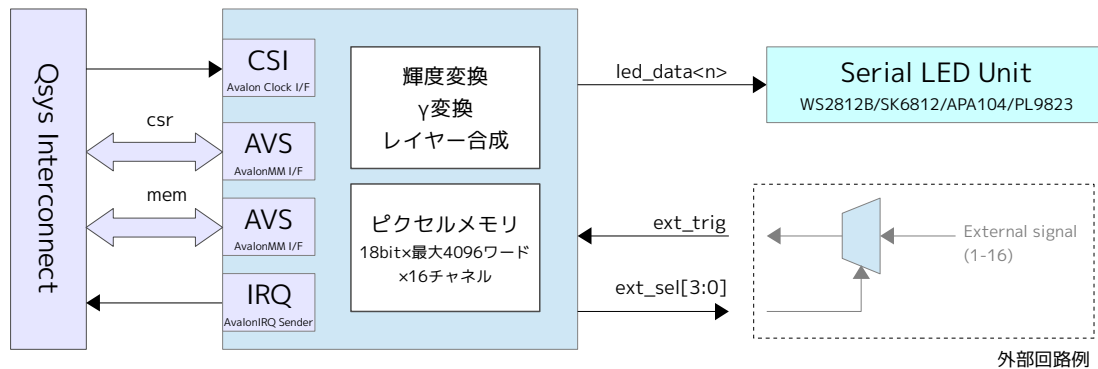 Qsys Interconnect
csr
mem
CSI
Avalon Clock I/F
AVS
AvalonMM I/F
AVS
AvalonMM I/F
IRQ
AvalonIRQ Sender
輝度変換
γ変換
レイヤー合成
ピクセルメモリ
18bit×最大4096ワード
×16チャネル
led_data<n>
Serial LED Unit
WS2812B/SK6812/APA104/PL9823
ext_trig
ext_sel[3:0]
External signal
(1-16)
外部回路例